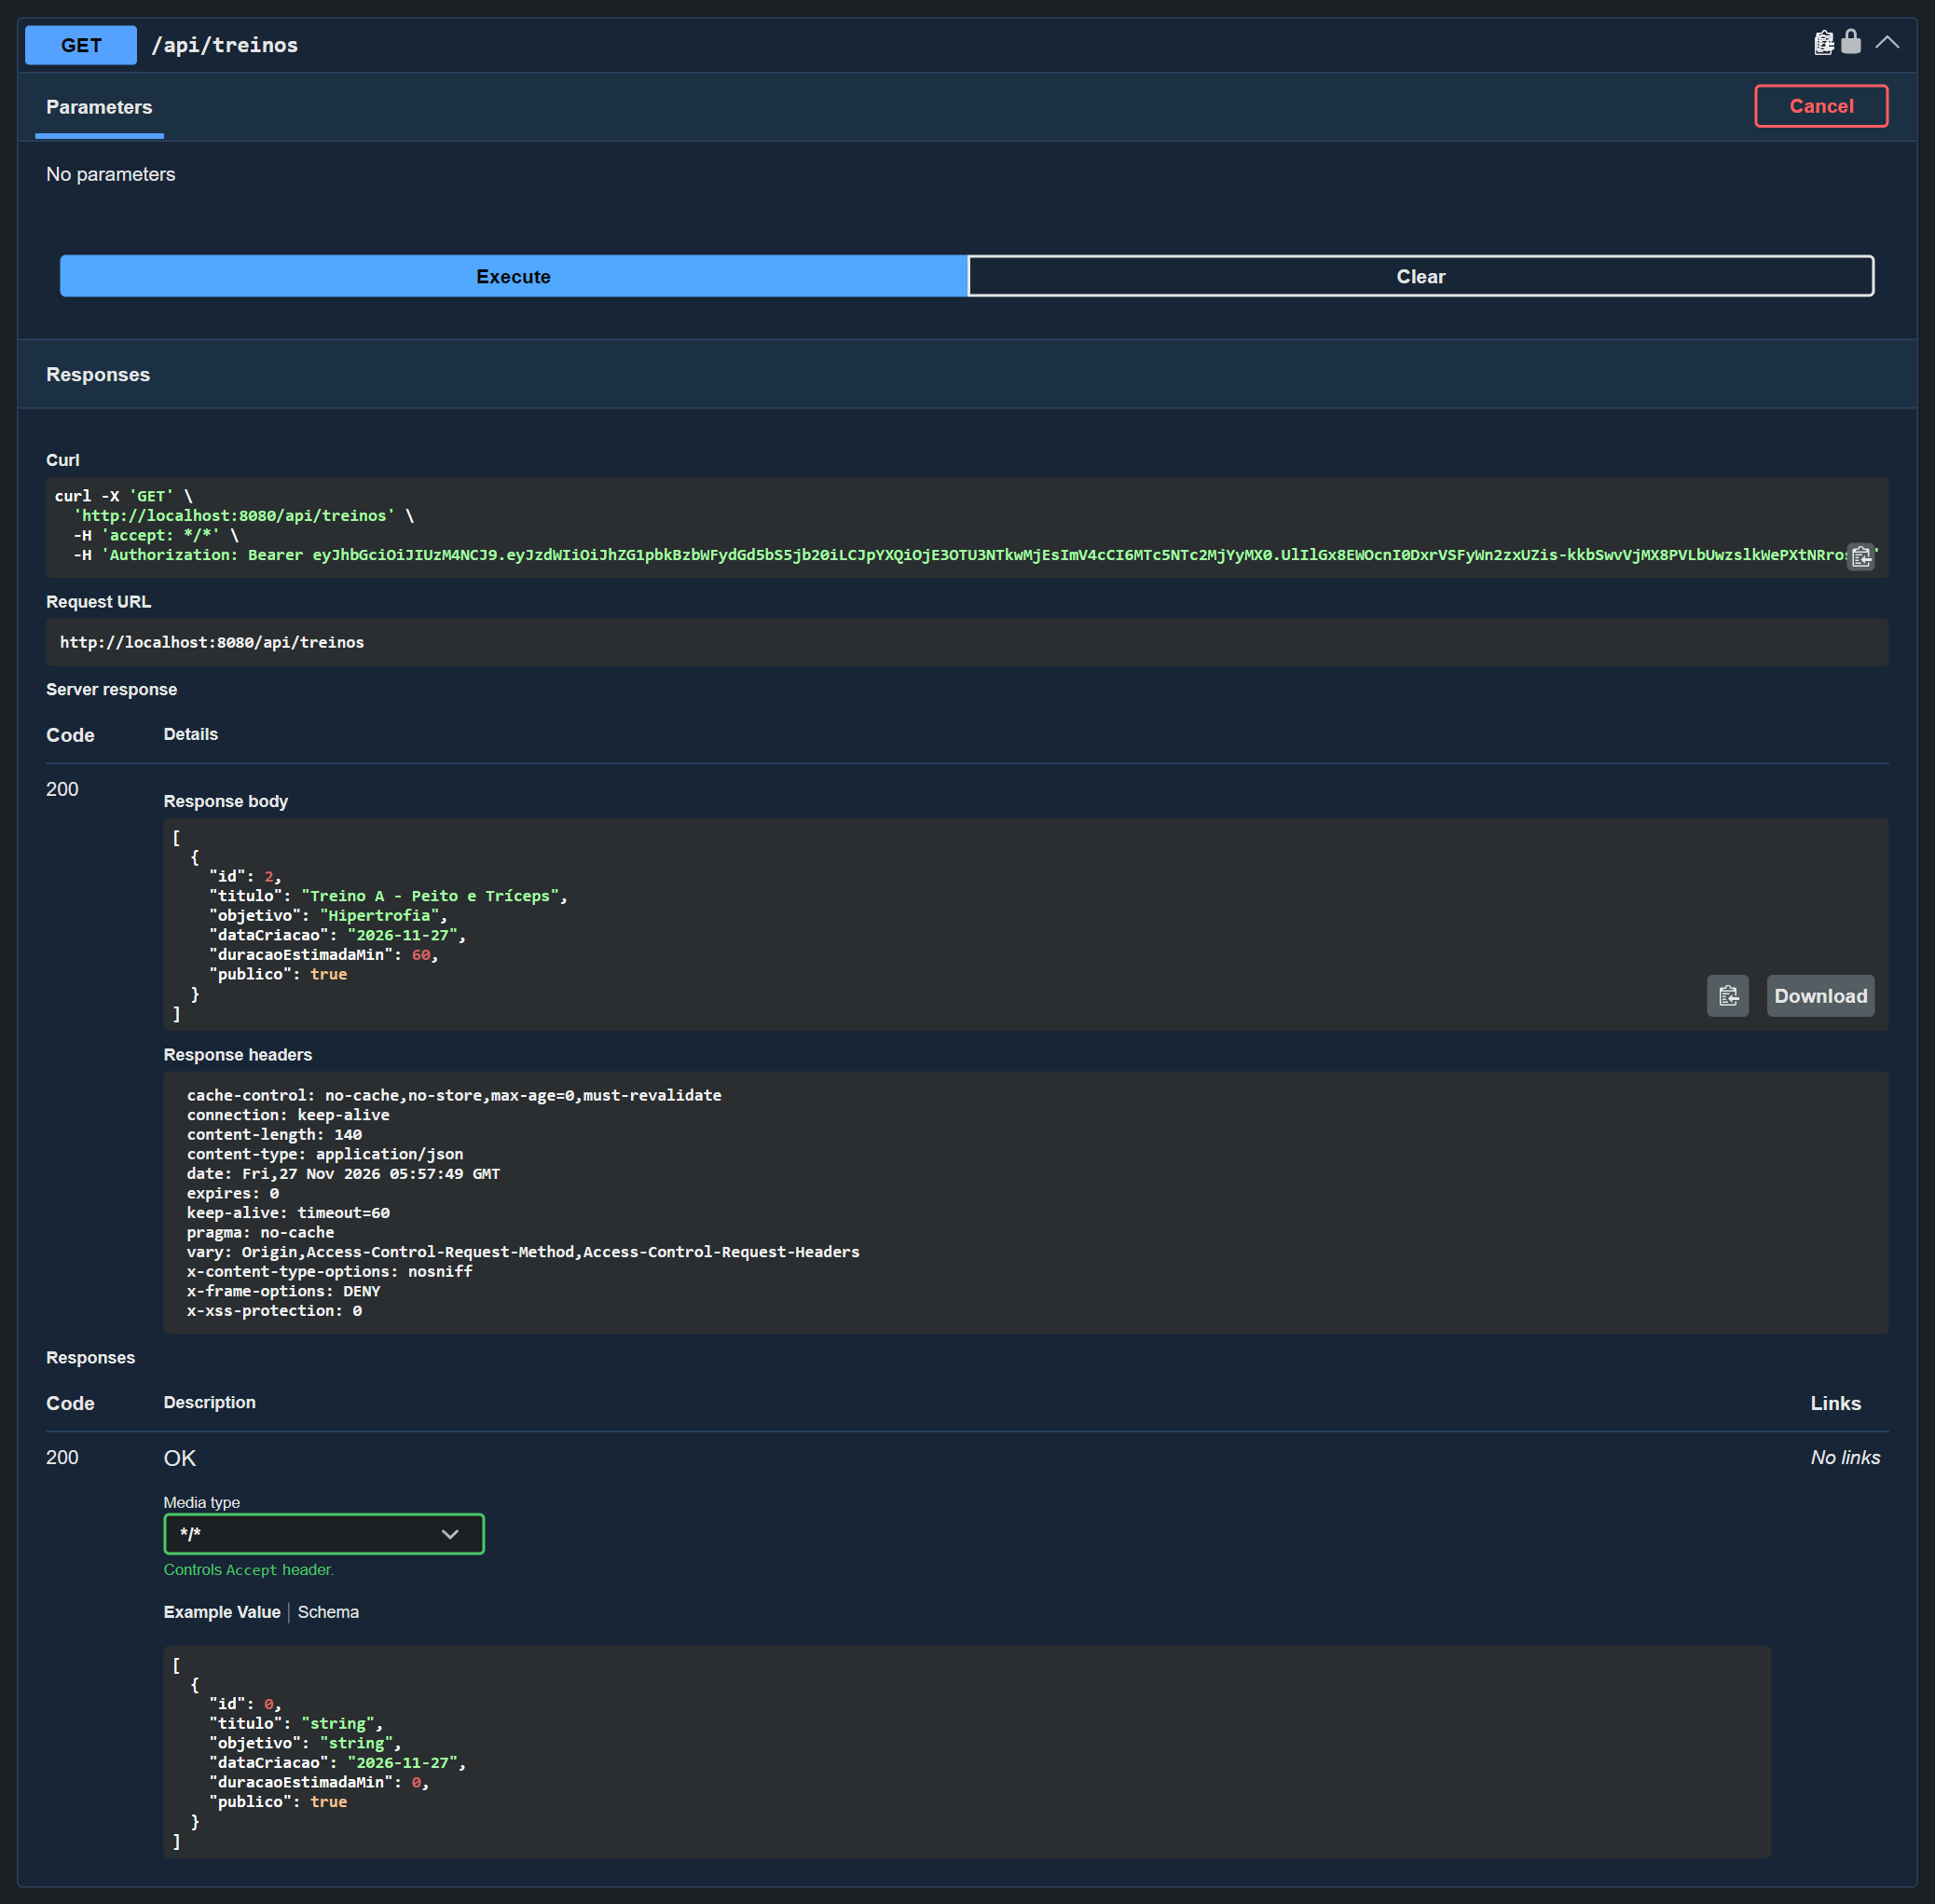 GET /api/treinos
Parameters
Cancel
No parameters
Execute
Clear
Responses
Curl
curl -X 'GET' \
  'http://localhost:8080/api/treinos' \
  -H 'accept: */*' \
  -H 'Authorization: Bearer
Request URL
http://localhost:8080/api/treinos
Server response
Code Details
200
Response body
[
  {
    "id": 2,
    "titulo": "Treino A - Peito e Tríceps",
    "objetivo": "Hipertrofia",
    "dataCriacao": "2026-11-27",
    "duracaoEstimadaMin": 60,
    "publico": true
  }
]
Download
Response headers
cache-control: no-cache,no-store,max-age=0,must-revalidate
connection: keep-alive
content-length: 140
content-type: application/json
date: Fri,27 Nov 2026 05:57:49 GMT
expires: 0
keep-alive: timeout=60
pragma: no-cache
vary: Origin,Access-Control-Request-Method,Access-Control-Request-Headers
x-content-type-options: nosniff
x-frame-options: DENY
x-xss-protection: 0
Responses
Code Description Links
200 OK No links
Media type
*/*
Controls Accept header.
Example Value Schema
[
  {
    "id": 0,
    "titulo": "string",
    "objetivo": "string",
    "dataCriacao": "2026-11-27",
    "duracaoEstimadaMin": 0,
    "publico": true
  }
]